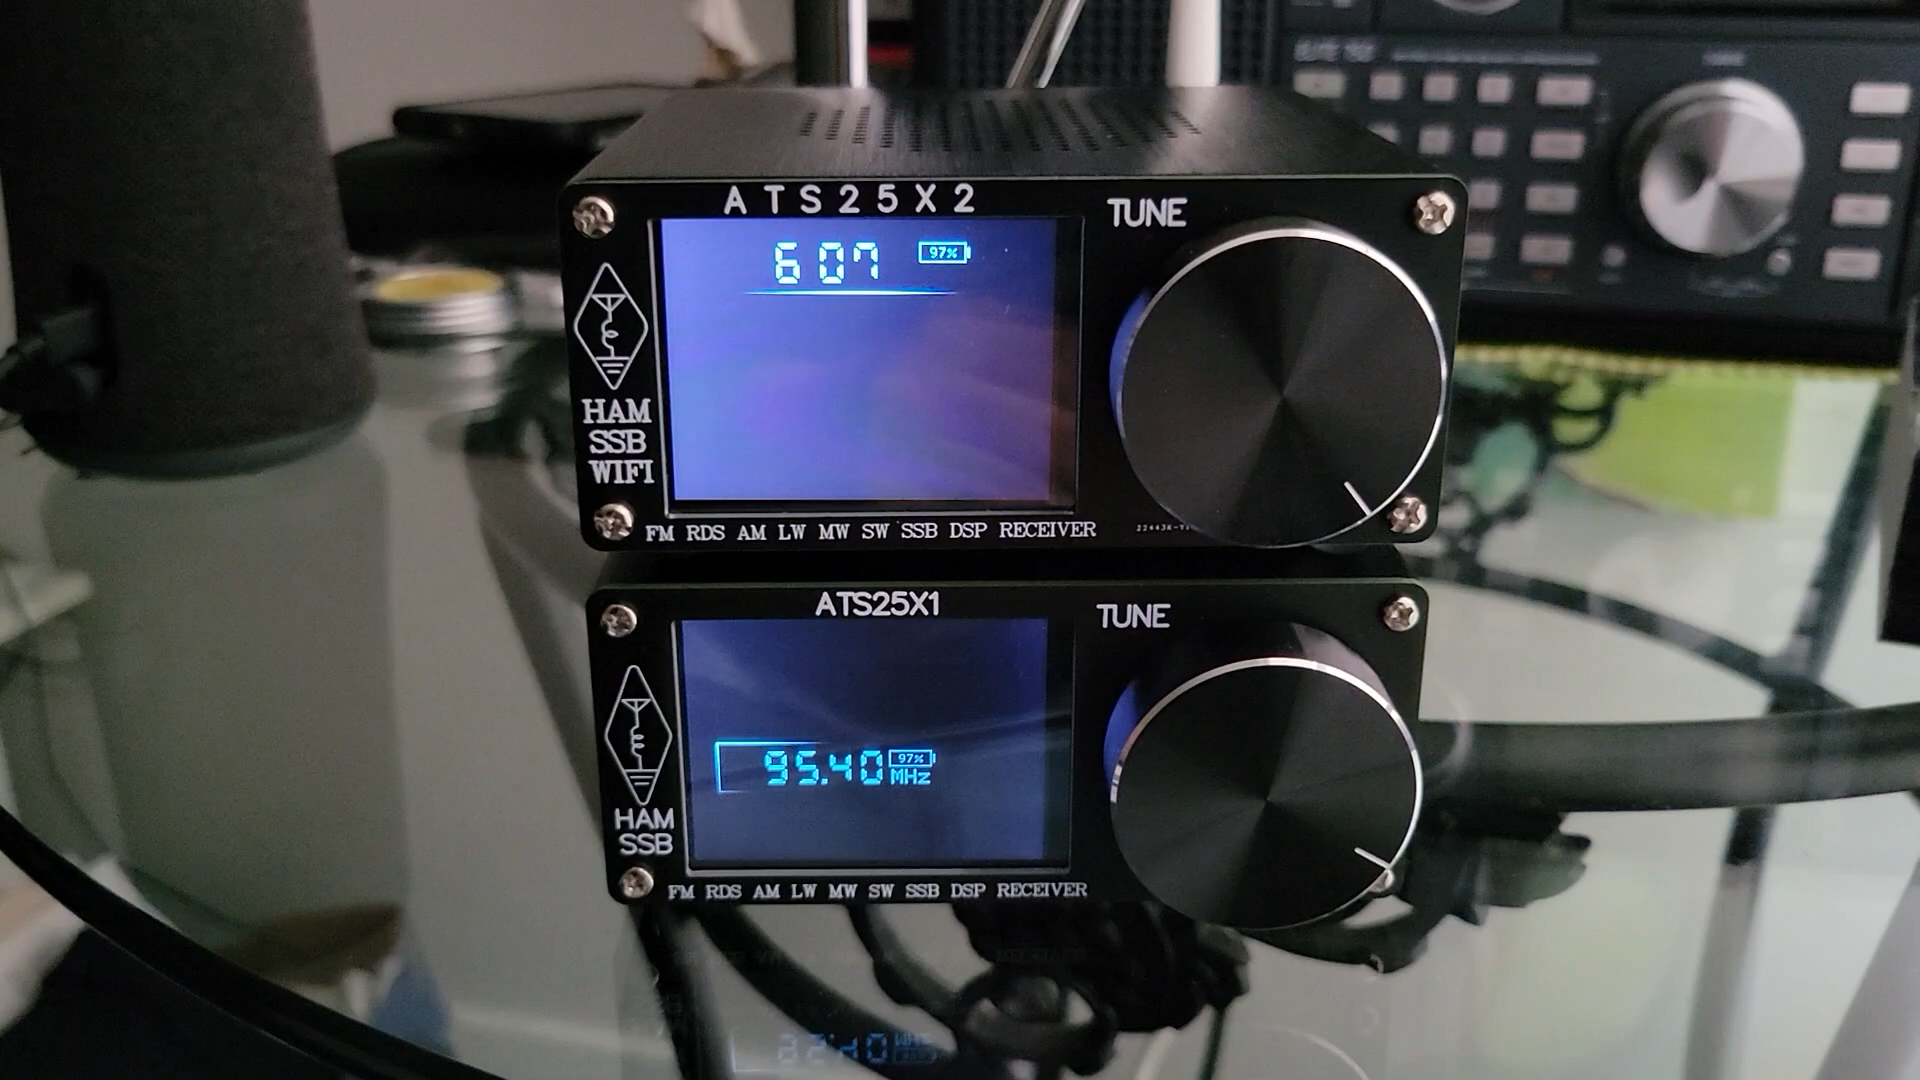 ATS25X2
TUNE
607
97%
HAM
SSB
WIFI
FM RDS AM LW MW SW SSB DSP RECEIVER
ATS25X1
TUNE
95.40
97%
MHz
HAM
SSB
FM RDS AM LW MW SW SSB DSP RECEIVER